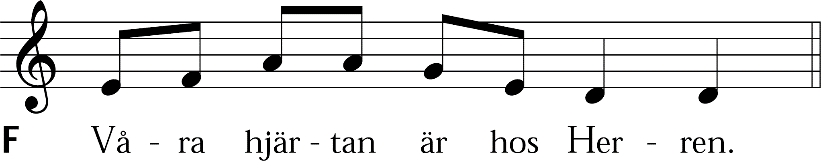 F Vå - ra hjär - tan är hos Her - ren.